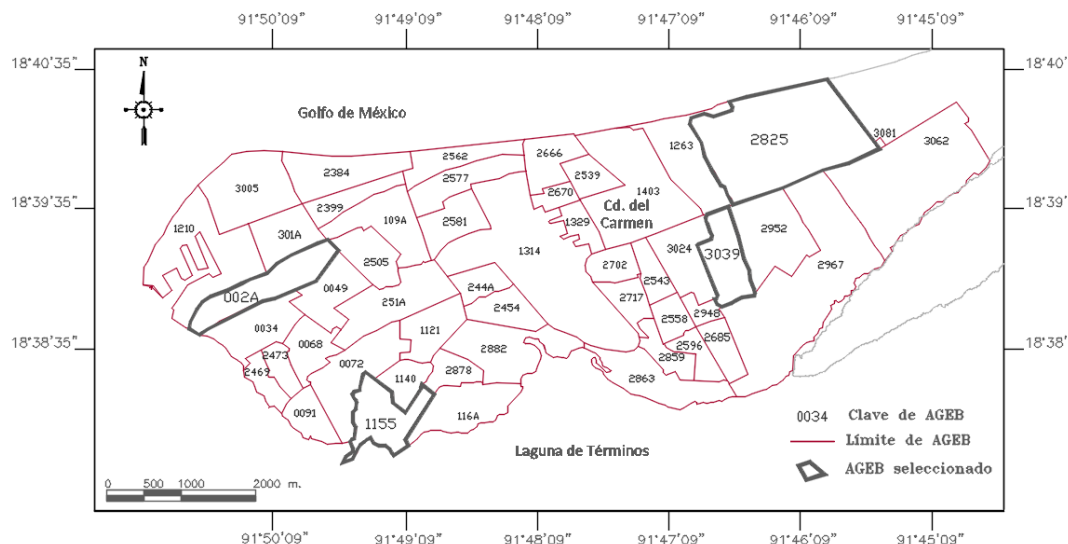 91°50′09″ 91°49′09″ 91°48′09″ 91°47′09″ 91°46′09″ 91°45′09″
18°40′35″ 18°40′
N
Golfo de México
2825
3081
3062
1263
2562
2666
2384
2577
2539
3005
2670
1403
18°39′35″ 18°39′
2399
109A
Cd. del
Carmen
1210
2581
1329
301A
1314
3024
2952
3039
2505
2702
2967
0049
244A
2543
002A
251A
2454
2717
2948
0034
1121
2558
0068
2685
18°38′35″ 18°38′
2473
2882
2596
2859
2469
0072
2878
1140
2863
0091
116A
1155
0034 Clave de AGEB
Límite de AGEB
Laguna de Términos
AGEB seleccionado
0 500 1000 2000 m.
91°50′09″ 91°49′09″ 91°48′09″ 91°47′09″ 91°46′09″ 91°45′09″